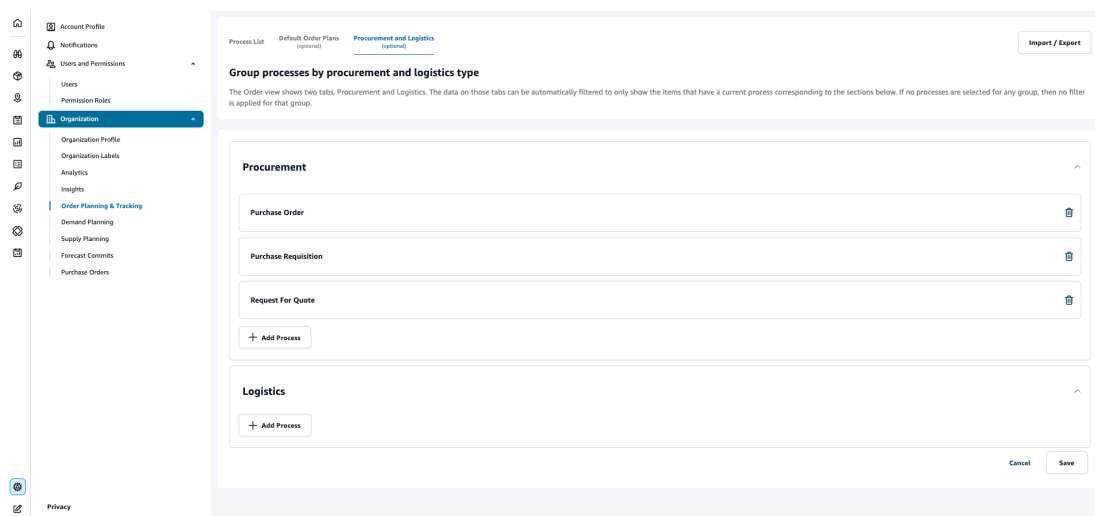 Account Profile
Notifications
Users and Permissions
Users
Permission Roles
Organization
Organization Profile
Organization Labels
Analytics
Insights
Order Planning & Tracking
Demand Planning
Supply Planning
Forecast Commits
Purchase Orders
Privacy
Process List
Default Order Plans
(optional)
Procurement and Logistics
(optional)
Import / Export
Group processes by procurement and logistics type
The Order view shows two tabs, Procurement and Logistics. The data on those tabs can be automatically filtered to only show the items that have a current process corresponding to the sections below. If no processes are selected for any group, then no filter
is applied for that group.
Procurement
Purchase Order
Purchase Requisition
Request For Quote
Add Process
Logistics
Add Process
Cancel
Save